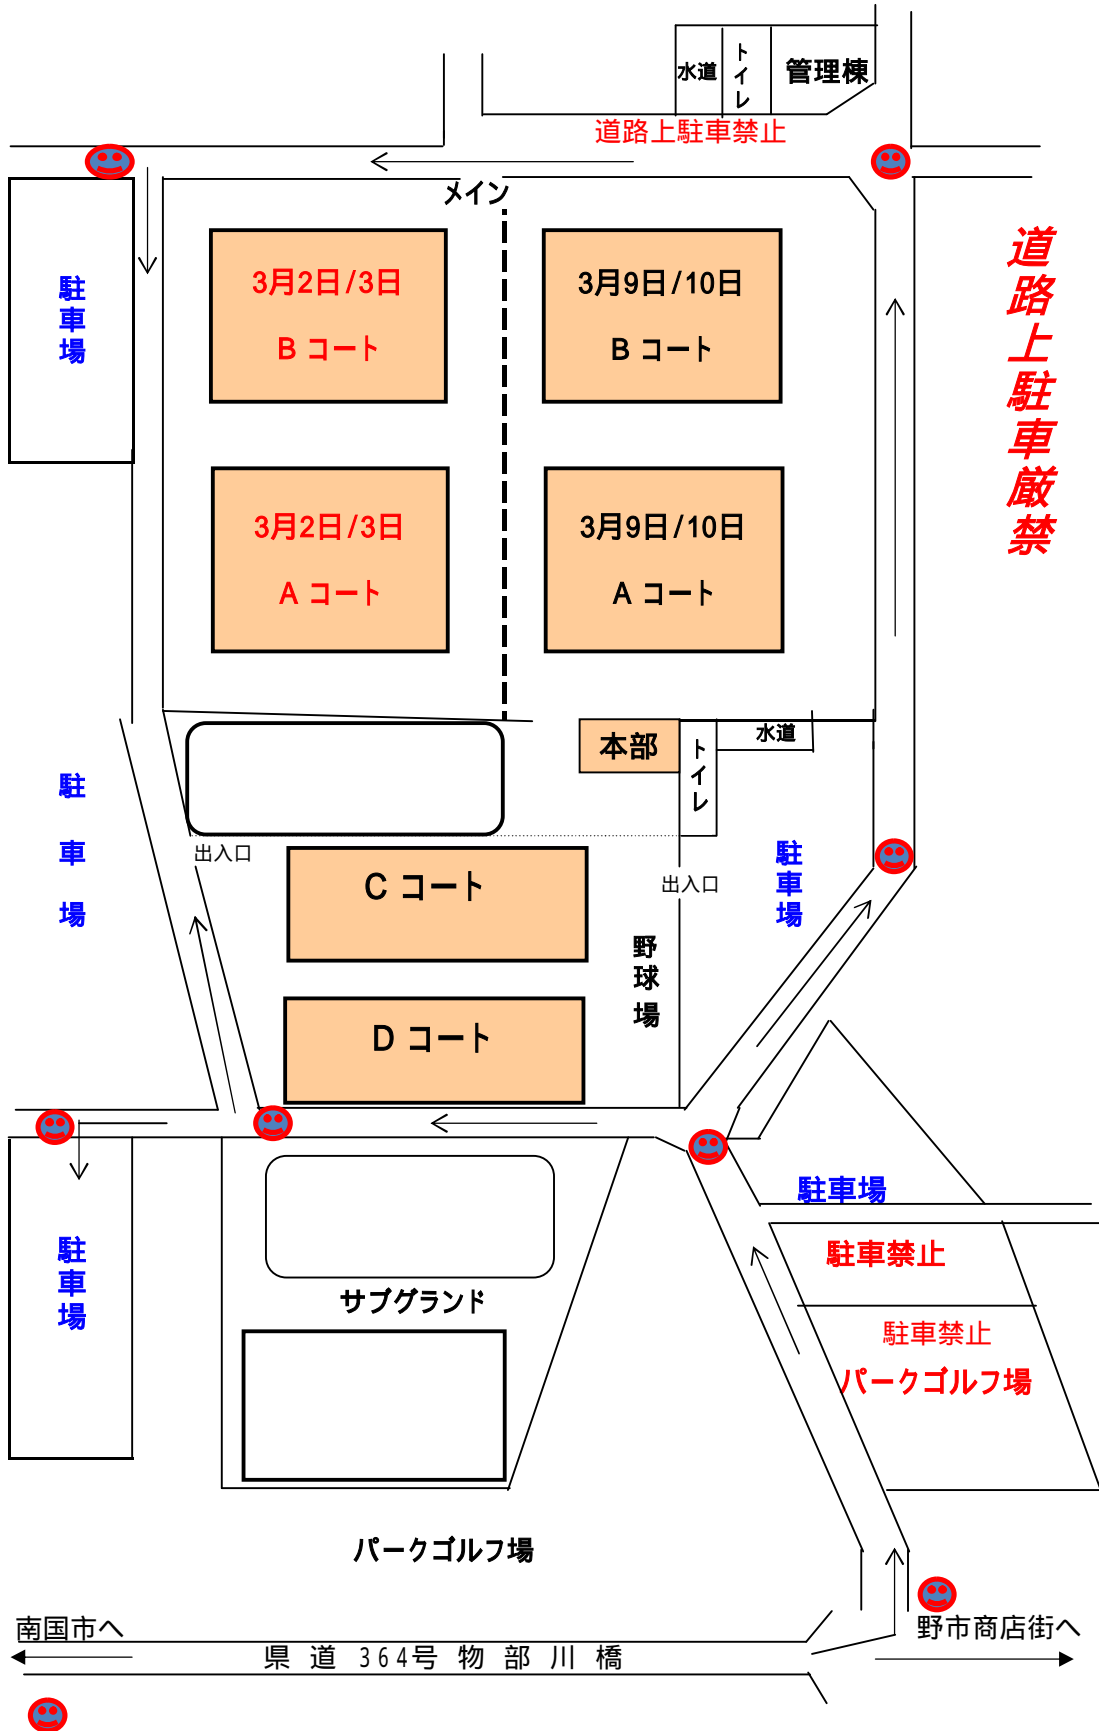 水道
トイレ
管理棟
道路上駐車禁止
メイン
駐車場
3月2日/3日
B コート
3月9日/10日
B コート
道路上駐車厳禁
3月2日/3日
A コート
3月9日/10日
A コート
本部
トイレ
水道
駐車場
出入口
C コート
出入口
駐車場
野球場
D コート
駐車場
駐車場
駐車禁止
サブグランド
駐車禁止
パークゴルフ場
パークゴルフ場
南国市へ
野市商店街へ
県道 364号 物部川橋